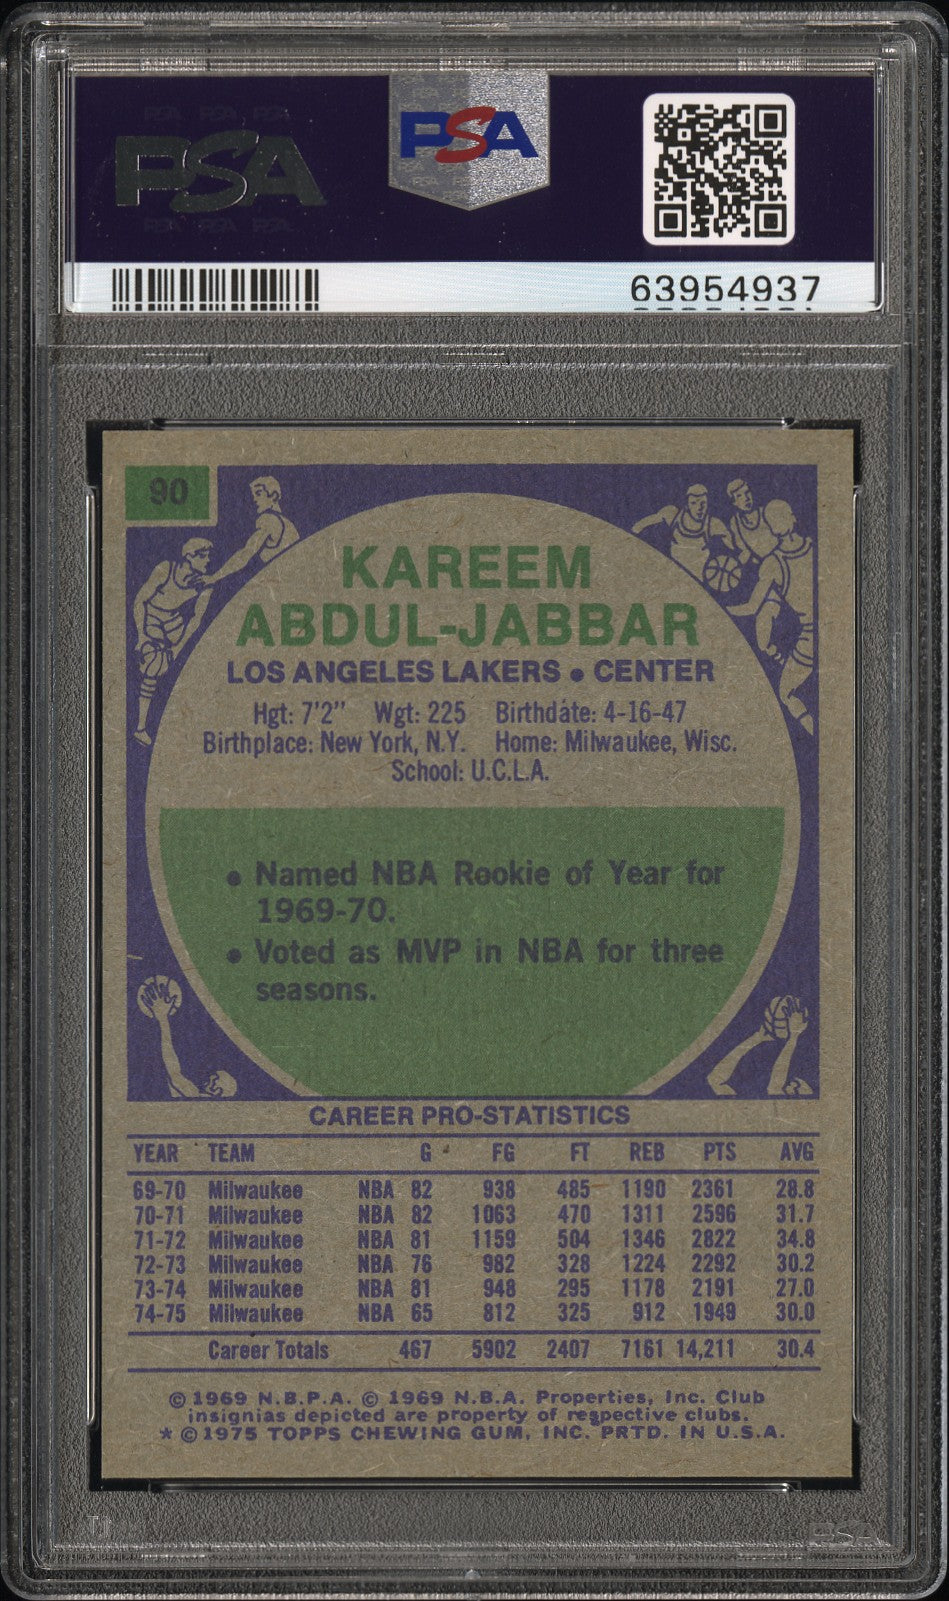 PSA PSA PSA
PSA
PSA PSA PSA
PSA
63954937
90
KAREEM
ABDUL-JABBAR
LOS ANGELES LAKERS • CENTER
Hgt: 7'2" Wgt: 225 Birthdate: 4-16-47
Birthplace: New York, N.Y. Home: Milwaukee, Wisc.
School: U.C.L.A.
• Named NBA Rookie of Year for
1969-70.
• Voted as MVP in NBA for three
seasons.
CAREER PRO-STATISTICS
YEAR TEAM G FG FT REB PTS AVG
69-70 Milwaukee NBA 82 938 485 1190 2361 28.8
70-71 Milwaukee NBA 82 1063 470 1311 2596 31.7
71-72 Milwaukee NBA 81 1159 504 1346 2822 34.8
72-73 Milwaukee NBA 76 982 328 1224 2292 30.2
73-74 Milwaukee NBA 81 948 295 1178 2191 27.0
74-75 Milwaukee NBA 65 812 325 912 1949 30.0
Career Totals 467 5902 2407 7161 14,211 30.4
© 1969 N.B.P.A. © 1969 N.B.A. Properties, Inc. Club
insignias depicted are property of respective clubs.
* © 1975 TOPPS CHEWING GUM, INC. PRTD. IN U.S.A.
PSA